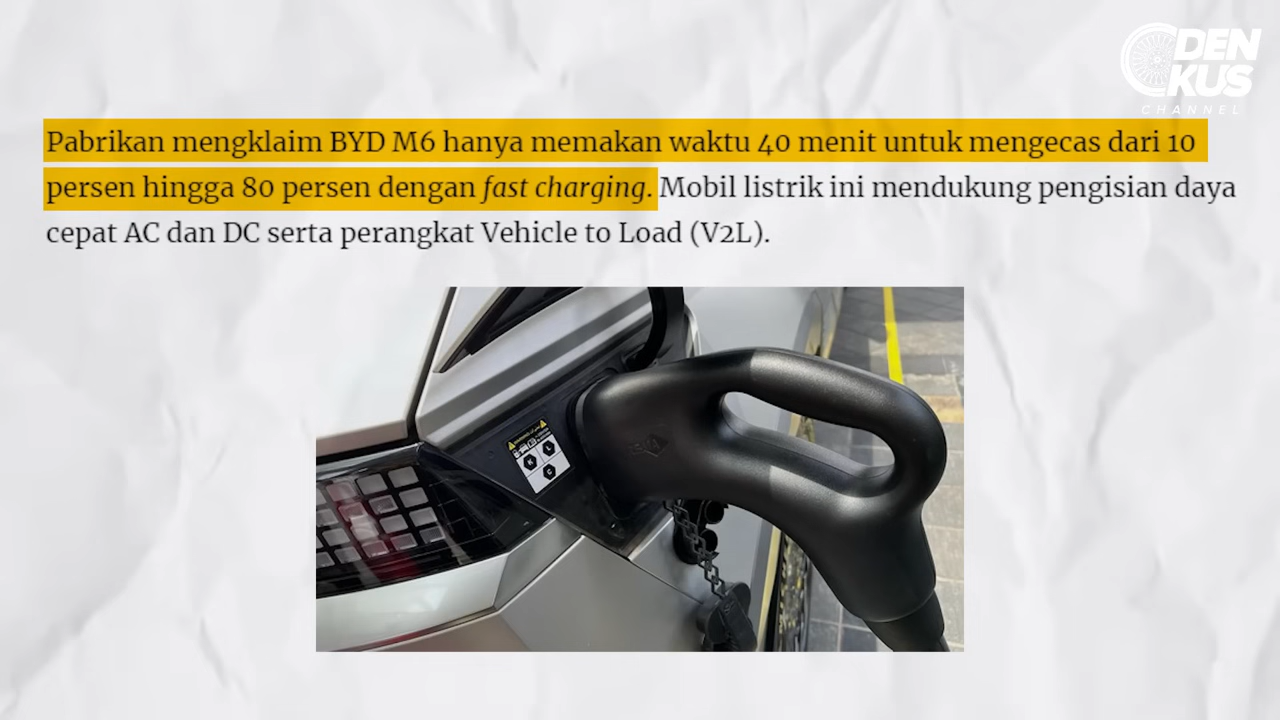 DEN
KUS
CHANNEL
Pabrikan mengklaim BYD M6 hanya memakan waktu 40 menit untuk mengecas dari 10
persen hingga 80 persen dengan fast charging. Mobil listrik ini mendukung pengisian daya
cepat AC dan DC serta perangkat Vehicle to Load (V2L).
K L
C